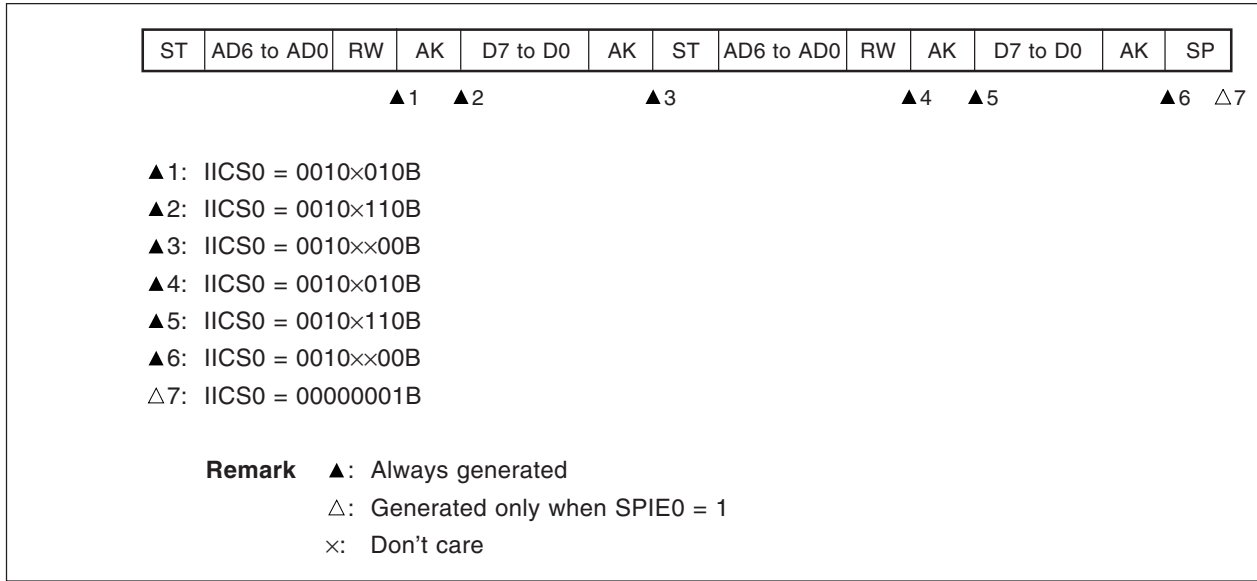 ST AD6 to AD0 RW AK D7 to D0 AK ST AD6 to AD0 RW AK D7 to D0 AK SP
▲1 ▲2 ▲3 ▲4 ▲5 ▲6 △7
▲1: IICS0 = 0010×010B
▲2: IICS0 = 0010×110B
▲3: IICS0 = 0010××00B
▲4: IICS0 = 0010×010B
▲5: IICS0 = 0010×110B
▲6: IICS0 = 0010××00B
△7: IICS0 = 00000001B
Remark ▲: Always generated
△: Generated only when SPIE0 = 1
×: Don't care